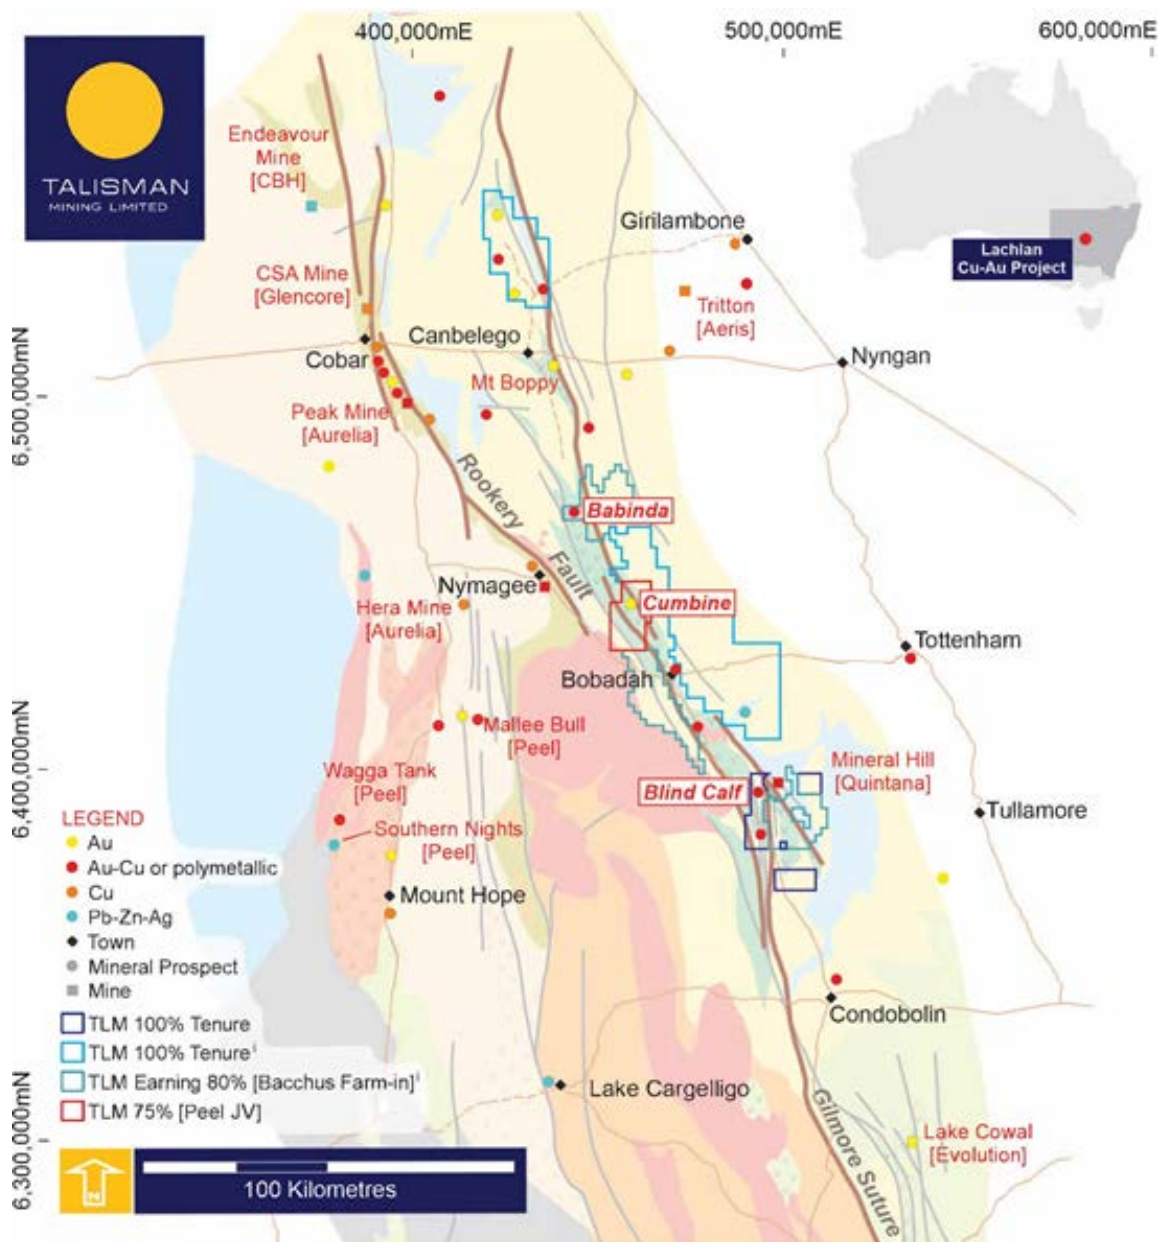 400,000mE
500,000mE
600,000mE
TALISMAN
MINING LIMITED
Endeavour
Mine
[CBH]
Girilambone
Lachlan
Cu-Au Project
CSA Mine
[Glencore]
Tritton
[Aeris]
Canbelego
Cobar
Nyngan
Mt Boppy
6,500,000mN
Peak Mine
[Aurelia]
Rookery
Fault
Babinda
Nymagee
Cumbine
Hera Mine
[Aurelia]
Tottenham
Bobadah
Mallee Bull
[Peel]
Mineral Hill
[Quintana]
6,400,000mN
Wagga Tank
[Peel]
Blind Calf
Tullamore
Southern Nights
[Peel]
Mount Hope
LEGEND
Au
Au-Cu or polymetallic
Cu
Pb-Zn-Ag
Town
Mineral Prospect
Mine
TLM 100% Tenure
TLM 100% Tenureⁱ
TLM Earning 80% [Bacchus Farm-in]ⁱ
TLM 75% [Peel JV]
Condobolin
Lake Cargelligo
Gilmore Suture
Lake Cowal
[Evolution]
6,300,000mN
N
100 Kilometres